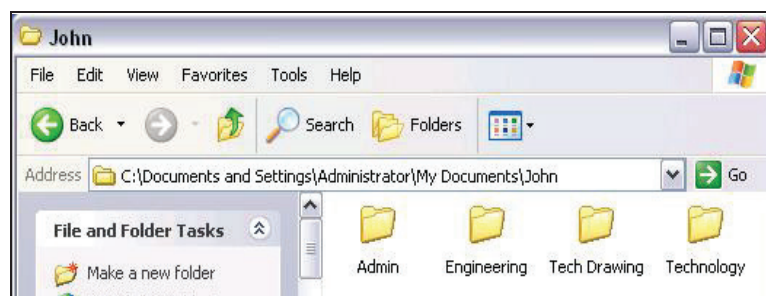 John
File Edit View Favorites Tools Help
Back Search Folders
Address C:\Documents and Settings\Administrator\My Documents\John Go
File and Folder Tasks
Make a new folder
Admin Engineering Tech Drawing Technology